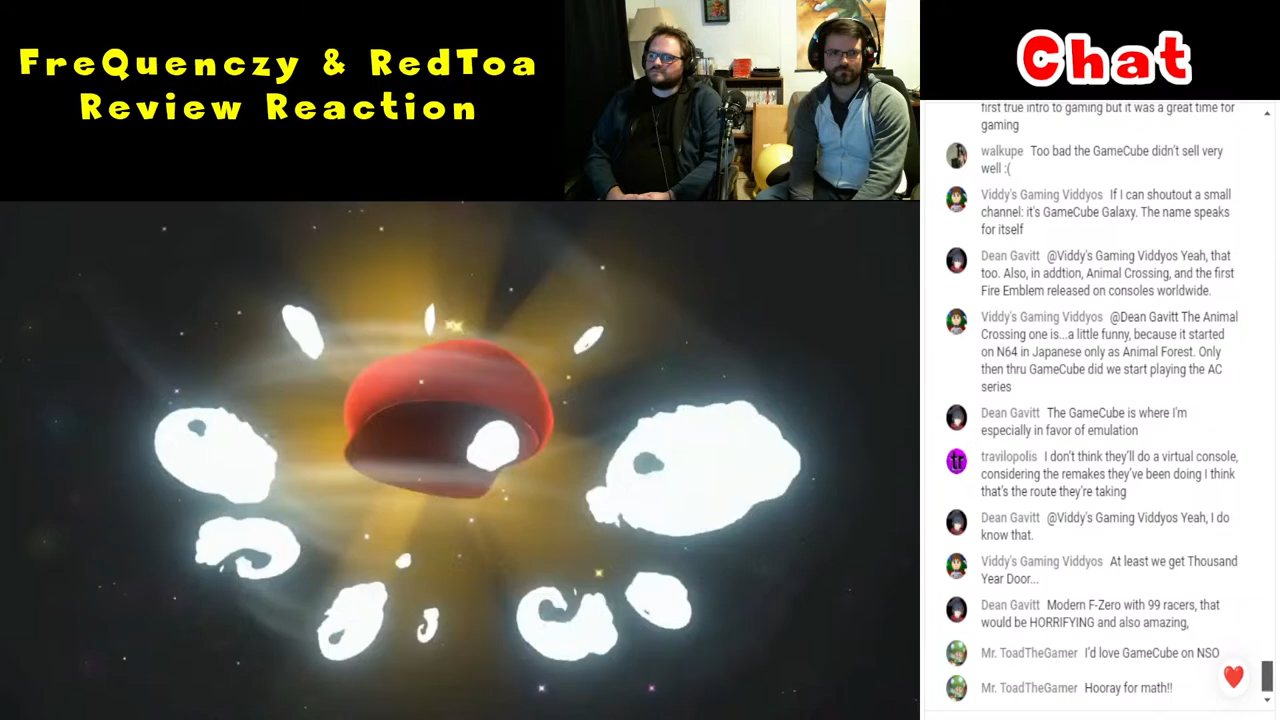 FreQuenczy & RedToa
Review Reaction
Chat
first true intro to gaming but it was a great time for
gaming
walkupe Too bad the GameCube didn't sell very
well :(
Viddy's Gaming Viddyos If I can shoutout a small
channel: it's GameCube Galaxy. The name speaks
for itself
Dean Gavitt @Viddy's Gaming Viddyos Yeah, that
too. Also, in addtion, Animal Crossing, and the first
Fire Emblem released on consoles worldwide.
Viddy's Gaming Viddyos @Dean Gavitt The Animal
Crossing one is...a little funny, because it started
on N64 in Japanese only as Animal Forest. Only
then thru GameCube did we start playing the AC
series
Dean Gavitt The GameCube is where I'm
especially in favor of emulation
tr
travilopolis I don't think they'll do a virtual console,
considering the remakes they've been doing I think
that's the route they're taking
Dean Gavitt @Viddy's Gaming Viddyos Yeah, I do
know that.
Viddy's Gaming Viddyos At least we get Thousand
Year Door...
Dean Gavitt Modern F-Zero with 99 racers, that
would be HORRIFYING and also amazing,
Mr. ToadTheGamer I'd love GameCube on NSO
Mr. ToadTheGamer Hooray for math!!